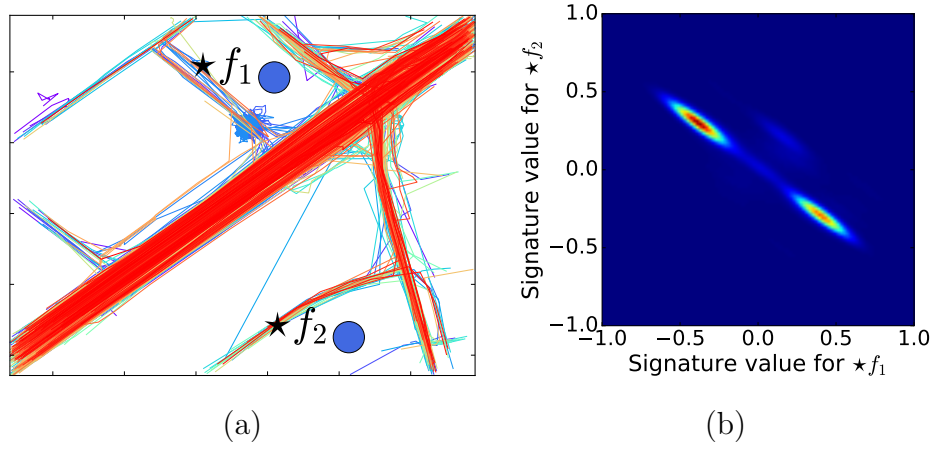 ★f₁
★f₂
(a)
1.0
0.5
0.0
−0.5
−1.0
Signature value for ★f₂
−1.0 −0.5 0.0 0.5 1.0
Signature value for ★f₁
(b)